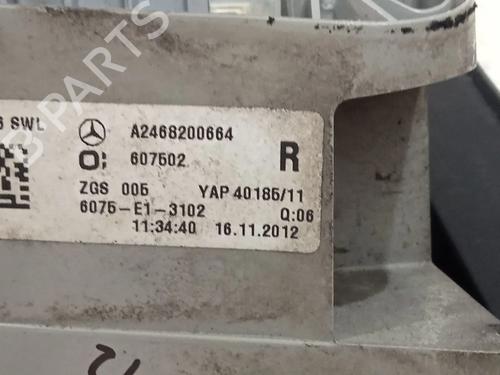 SWL A2468200664
607502 R
ZGS 005 YAP 40185/11
6075-E1-3102 Q:06
11:34:40 16.11.2012